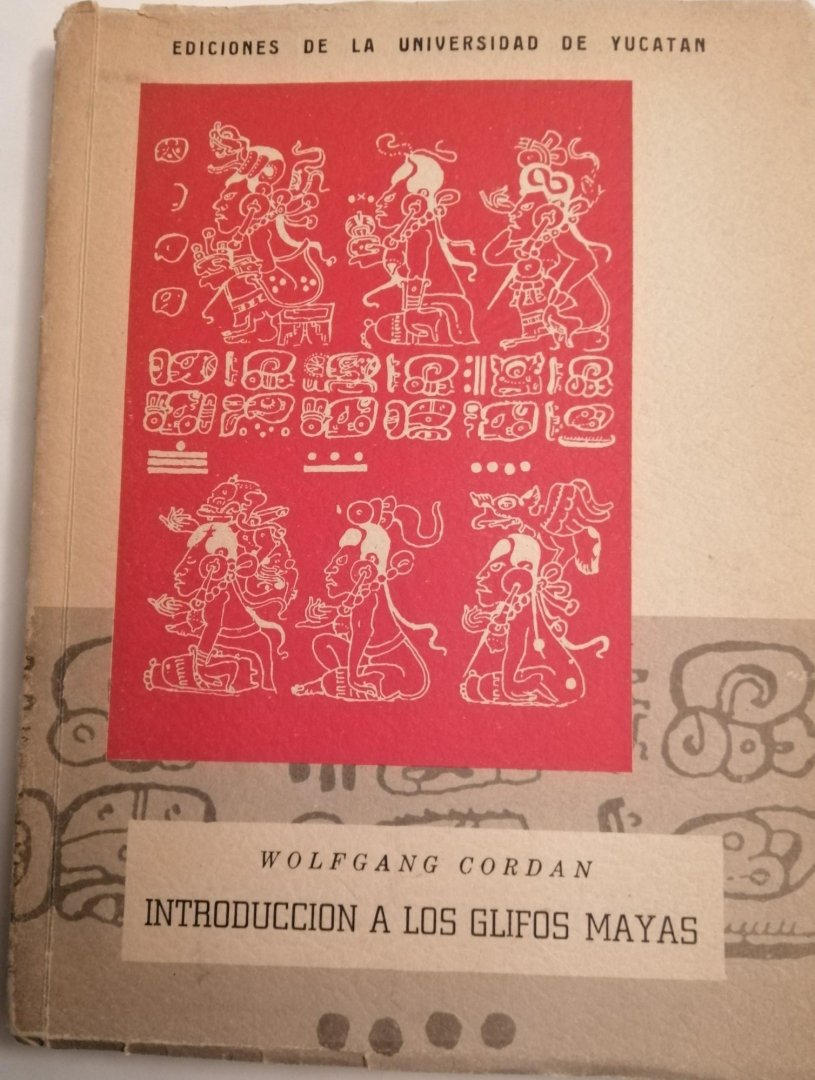 EDICIONES DE LA UNIVERSIDAD DE YUCATAN
WOLFGANG CORDAN
INTRODUCCION A LOS GLIFOS MAYAS